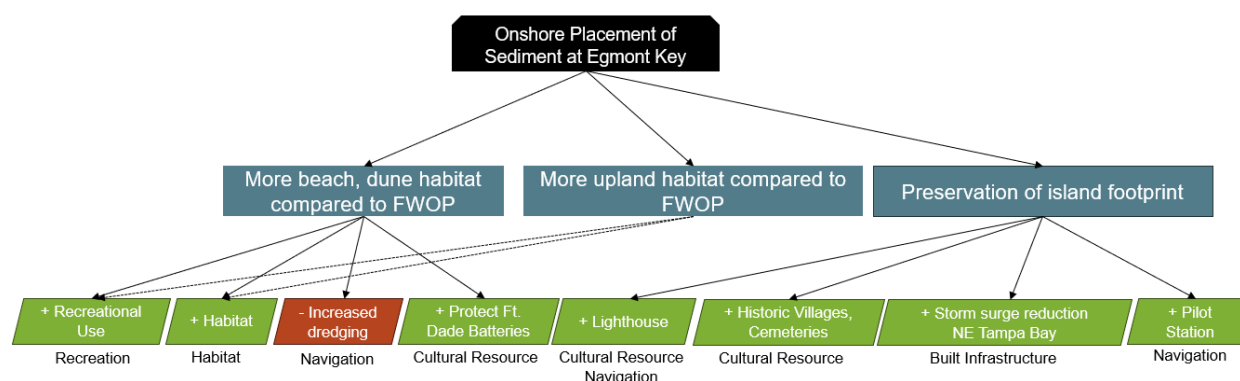 Onshore Placement of
Sediment at Egmont Key
More beach, dune habitat
compared to FWOP
More upland habitat compared to
FWOP
Preservation of island footprint
+ Recreational
Use
+ Habitat
- Increased
dredging
+ Protect Ft.
Dade Batteries
+ Lighthouse
+ Historic Villages,
Cemeteries
+ Storm surge reduction
NE Tampa Bay
+ Pilot
Station
Recreation
Habitat
Navigation
Cultural Resource
Cultural Resource
Navigation
Cultural Resource
Built Infrastructure
Navigation